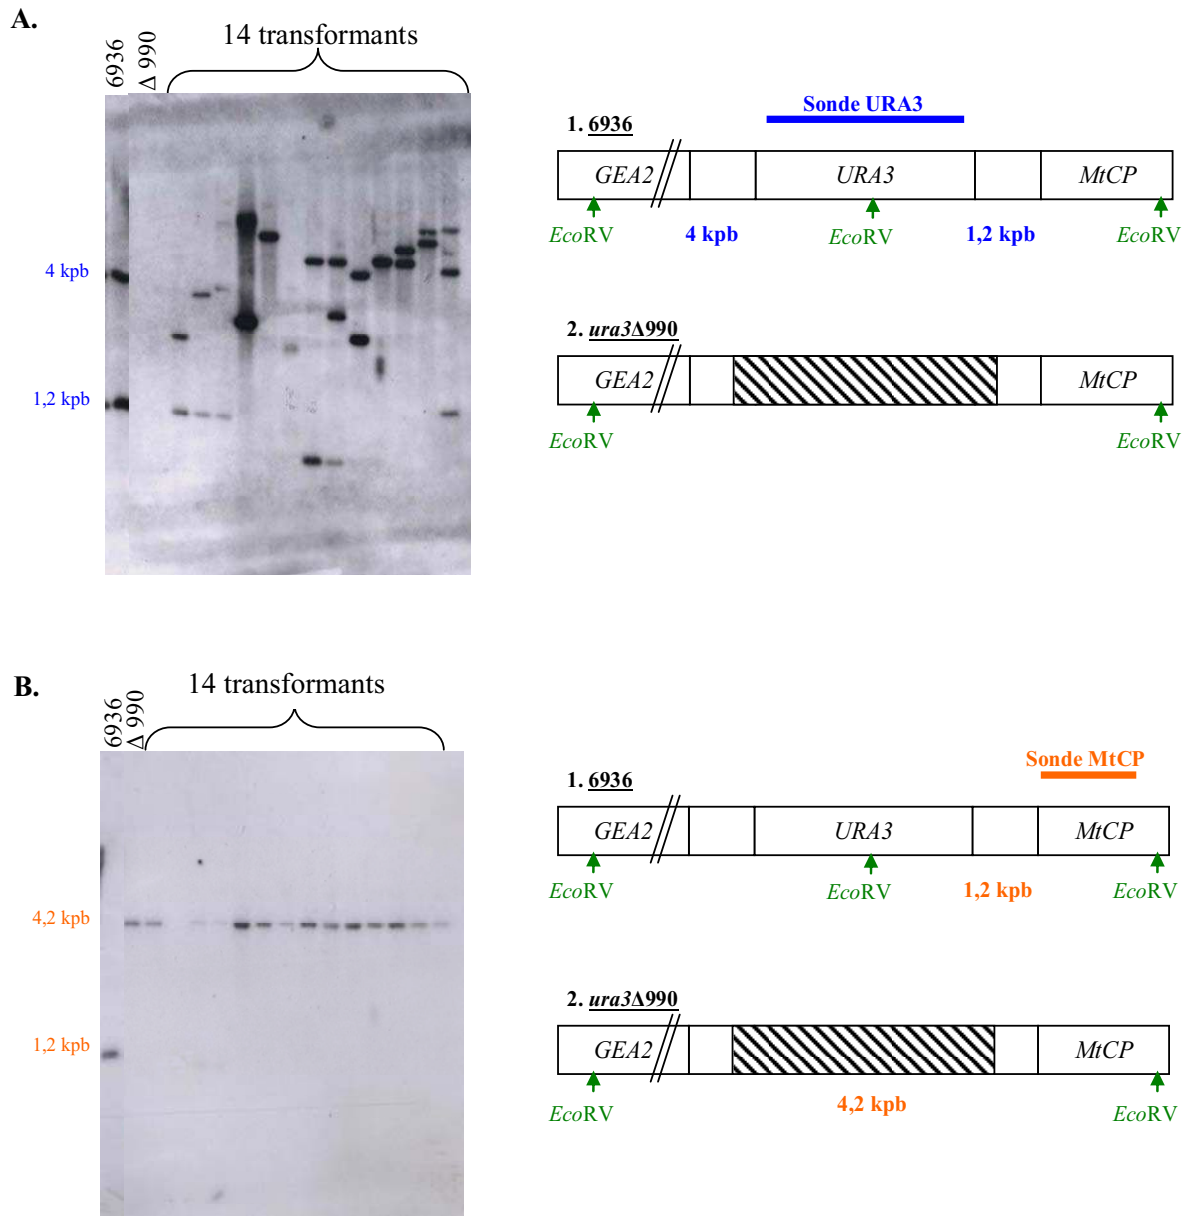 A.
6936
Δ 990
14 transformants
4 kpb
1,2 kpb
Sonde URA3
1. 6936
GEA2 URA3 MtCP
EcoRV 4 kpb EcoRV 1,2 kpb EcoRV
2. ura3Δ990
GEA2 MtCP
EcoRV EcoRV
B.
6936
Δ 990
14 transformants
4,2 kpb
1,2 kpb
Sonde MtCP
1. 6936
GEA2 URA3 MtCP
EcoRV EcoRV 1,2 kpb EcoRV
2. ura3Δ990
GEA2 MtCP
EcoRV 4,2 kpb EcoRV